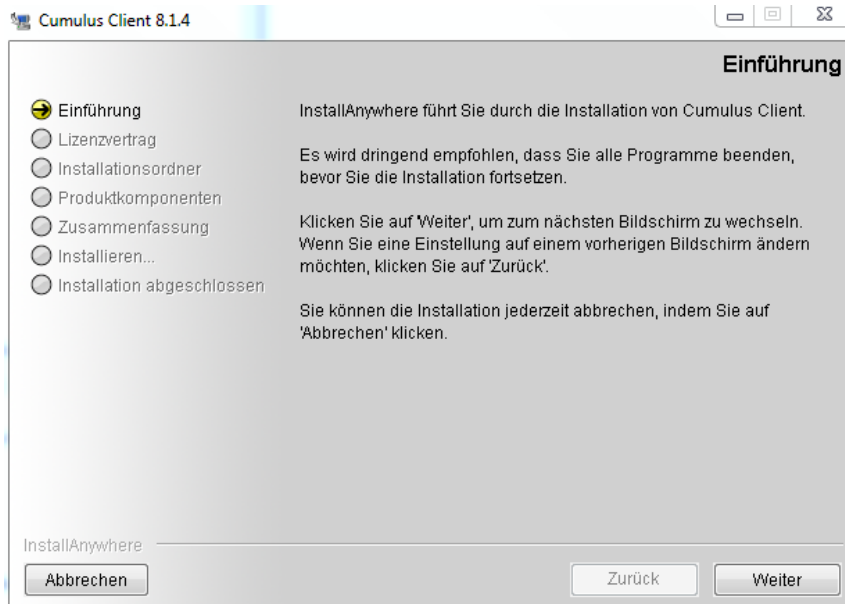 Cumulus Client 8.1.4
Einführung
Einführung
Lizenzvertrag
Installationsordner
Produktkomponenten
Zusammenfassung
Installieren...
Installation abgeschlossen
InstallAnywhere führt Sie durch die Installation von Cumulus Client.
Es wird dringend empfohlen, dass Sie alle Programme beenden,
bevor Sie die Installation fortsetzen.
Klicken Sie auf 'Weiter', um zum nächsten Bildschirm zu wechseln.
Wenn Sie eine Einstellung auf einem vorherigen Bildschirm ändern
möchten, klicken Sie auf 'Zurück'.
Sie können die Installation jederzeit abbrechen, indem Sie auf
'Abbrechen' klicken.
InstallAnywhere
Abbrechen
Zurück
Weiter